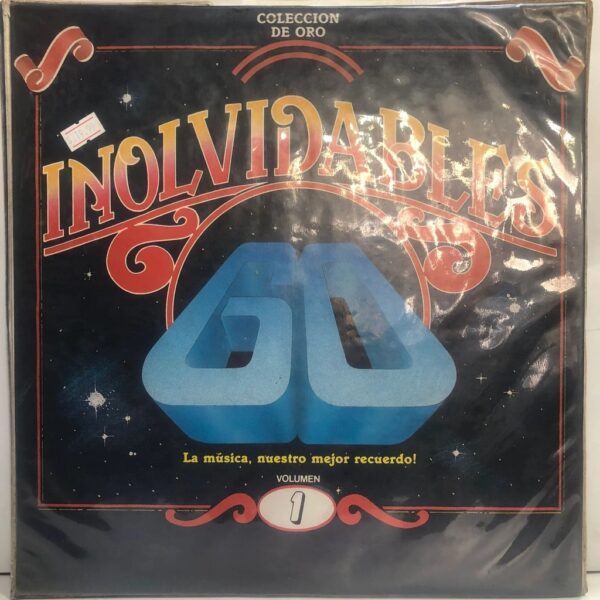 COLECCION
DE ORO
INOLVIDABLES
60
La música, nuestro mejor recuerdo!
VOLUMEN
1